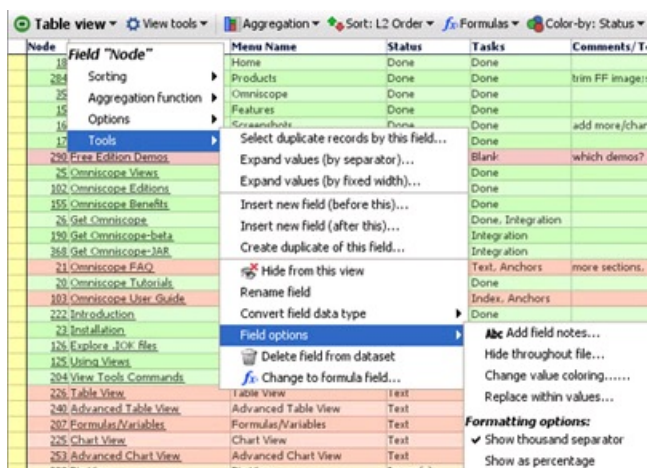 Table view View tools Aggregation Sort: L2 Order Formulas Color-by: Status
Node Menu Name Status Tasks
Field "Node"
Sorting
Aggregation function
Options
Tools
18 Home Done Done
284 Products Done Done trim FF image:
35 Omniscope Done Done
15 Features Done Done
16 Screenshots Done Done add more/char
17
290 Free Edition Demos Blank which demos?
25 Omniscope Views Done
102 Omniscope Editions Done
155 Omniscope Benefits Done
26 Get Omniscope Done, Integration
190 Get Omniscope-beta Integration
368 Get Omniscope-JAR Integration
21 Omniscope FAQ Text, Anchors more sections.
20 Omniscope Tutorials Done
103 Omniscope User Guide Index, Anchors
222 Introduction Done
23 Installation
126 Explore .IOK files
125 Using Views
204 View Tools Commands
226 Table View Table View Text
240 Advanced Table View Advanced Table View Text
207 Formulas/Variables Formulas/Variables Text
225 Chart View Chart View Text
253 Advanced Chart View Advanced Chart View Text
Select duplicate records by this field...
Expand values (by separator)...
Expand values (by fixed width)...
Insert new field (before this)...
Insert new field (after this)...
Create duplicate of this field...
Hide from this view
Rename field
Convert field data type
Field options
Delete field from dataset
Change to formula field...
Abc Add field notes...
Hide throughout file...
Change value coloring......
Replace within values...
Formatting options:
Show thousand separator
Show as percentage